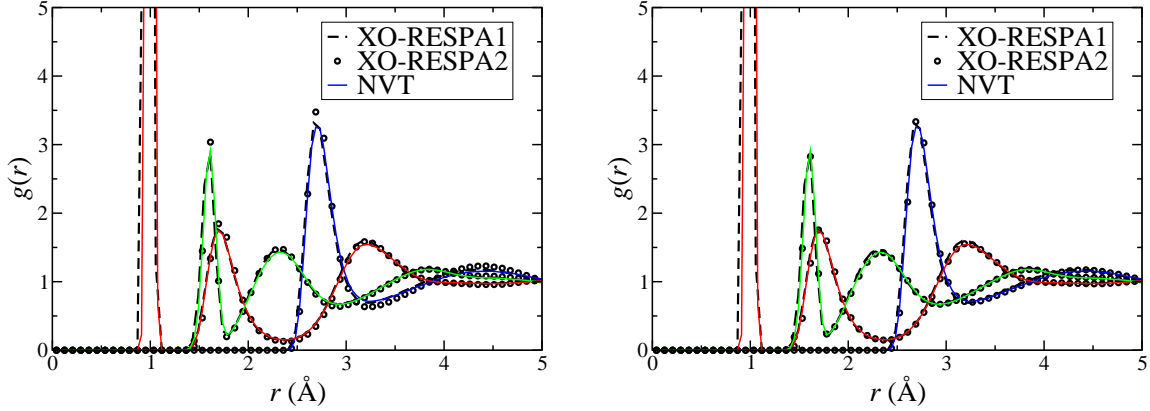 5
4
3
2
1
0
g(r)
0 1 2 3 4 5
r (Å)
XO-RESPA1
XO-RESPA2
NVT
5
4
3
2
1
0
g(r)
0 1 2 3 4 5
r (Å)
XO-RESPA1
XO-RESPA2
NVT